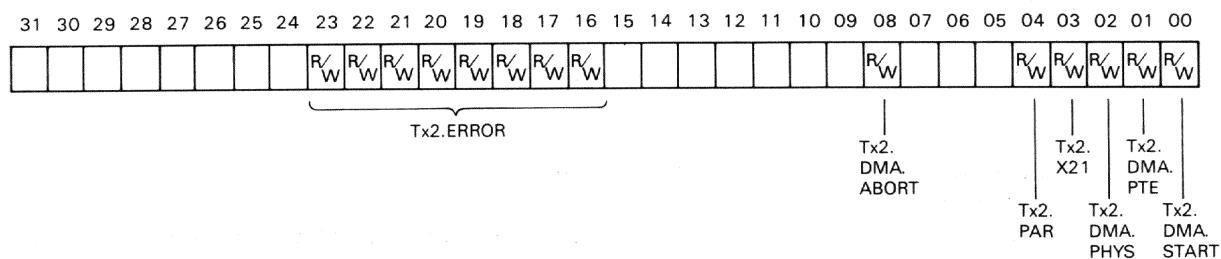 31 30 29 28 27 26 25 24 23 22 21 20 19 18 17 16 15 14 13 12 11 10 09 08 07 06 05 04 03 02 01 00
R/W R/W R/W R/W R/W R/W R/W R/W R/W R/W R/W R/W R/W R/W
Tx2.ERROR
Tx2.
DMA.
ABORT
Tx2.
X21
Tx2.
DMA.
PTE
Tx2.
PAR
Tx2.
DMA.
PHYS
Tx2.
DMA.
START